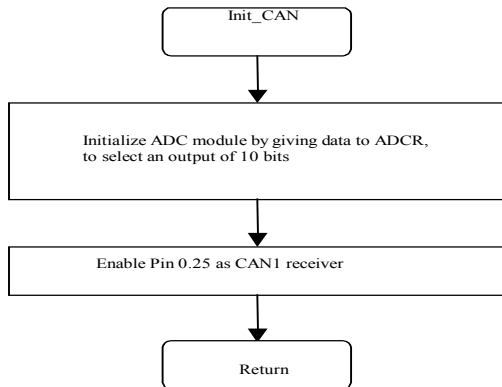 Init_CAN
Initialize ADC module by giving data to ADCR,
to select an output of 10 bits
Enable Pin 0.25 as CAN1 receiver
Return